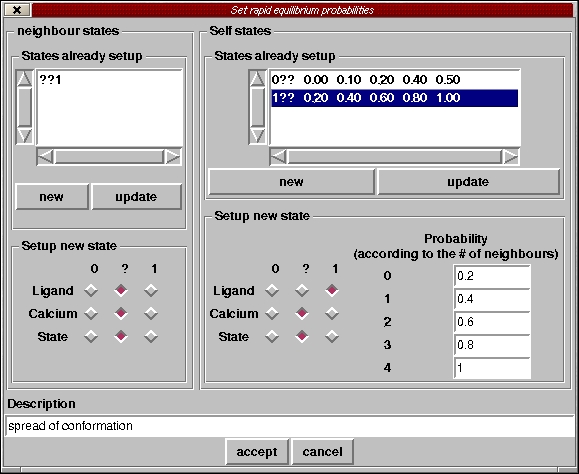 Set rapid equilibrium probabilities
neighbour states
States already setup
??1
new
update
Setup new state
0 ? 1
Ligand
Calcium
State
Self states
States already setup
0?? 0.00 0.10 0.20 0.40 0.50
1?? 0.20 0.40 0.60 0.80 1.00
new
update
Setup new state
0 ? 1
Ligand
Calcium
State
Probability
(according to the # of neighbours)
0 0.2
1 0.4
2 0.6
3 0.8
4 1
Description
spread of conformation
accept
cancel